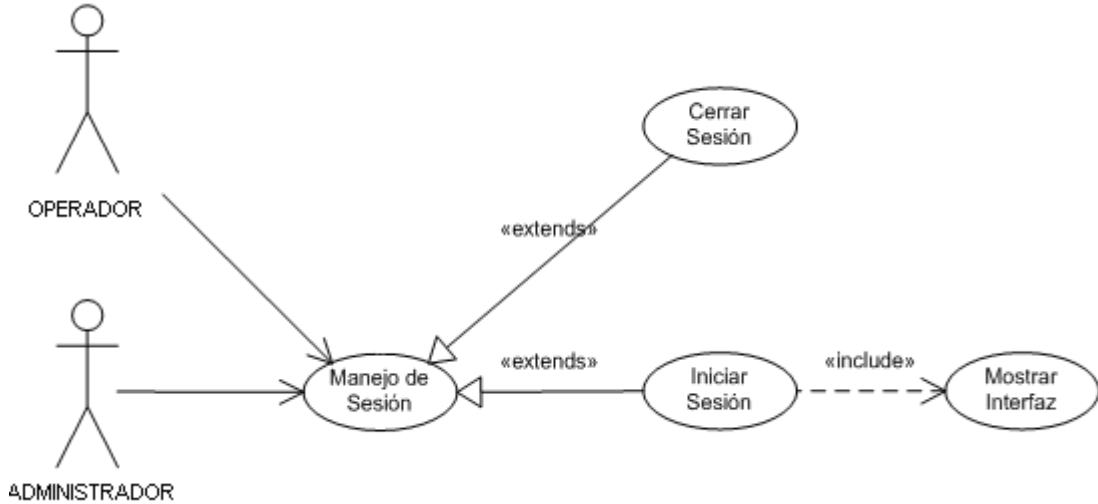 OPERADOR
Cerrar
Sesión
«extends»
ADMINISTRADOR
Manejo de
Sesión
«extends»
Iniciar
Sesión
«include»
Mostrar
Interfaz